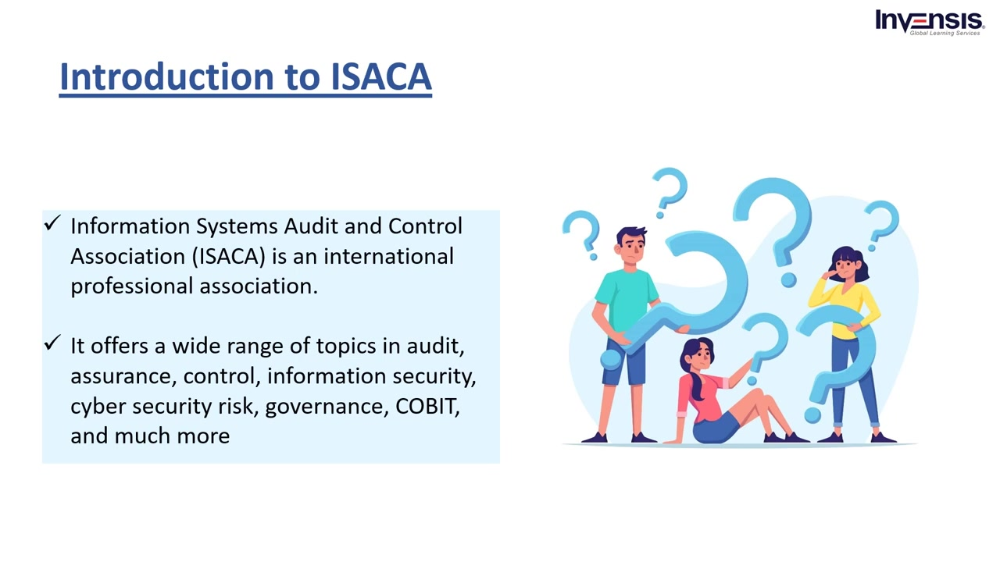 Invensis®
Global Learning Services
Introduction to ISACA
✓ Information Systems Audit and Control
Association (ISACA) is an international
professional association.
✓ It offers a wide range of topics in audit,
assurance, control, information security,
cyber security risk, governance, COBIT,
and much more
? ? ? ? ? ? ?